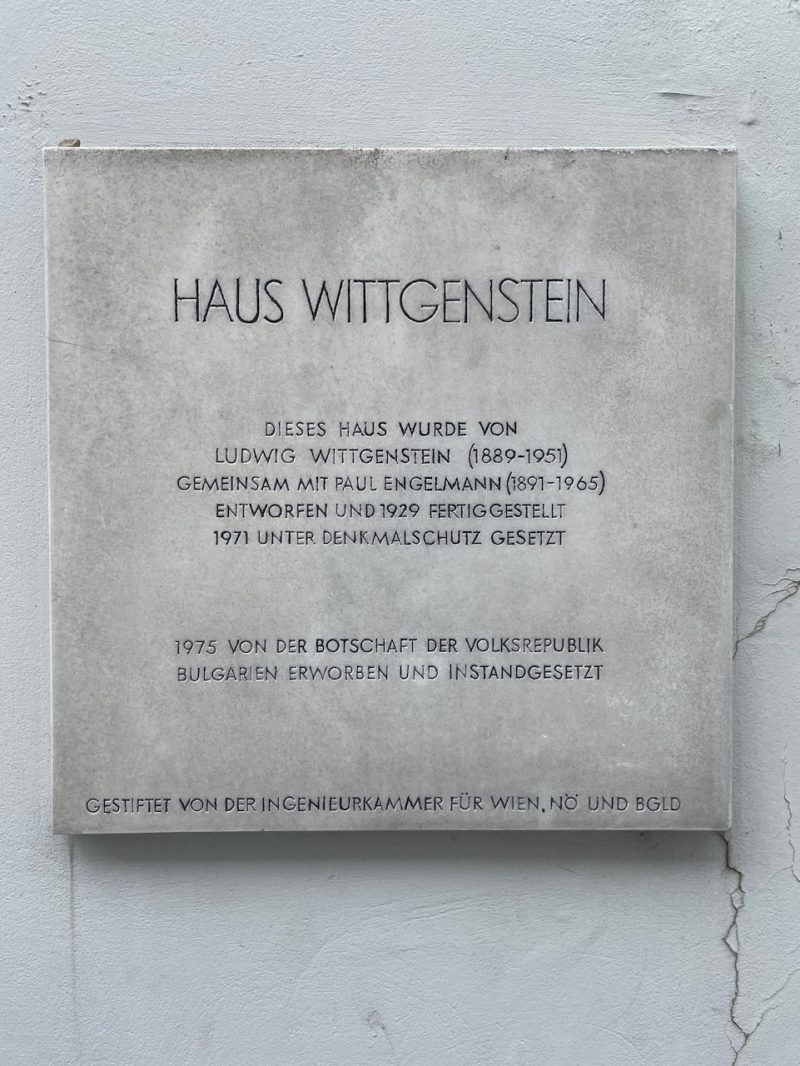 HAUS WITTGENSTEIN
DIESES HAUS WURDE VON
LUDWIG WITTGENSTEIN (1889-1951)
GEMEINSAM MIT PAUL ENGELMANN (1891-1965)
ENTWORFEN UND 1929 FERTIGGESTELLT
1971 UNTER DENKMALSCHUTZ GESETZT
1975 VON DER BOTSCHAFT DER VOLKSREPUBLIK
BULGARIEN ERWORBEN UND INSTANDGESETZT
GESTIFTET VON DER INGENIEURKAMMER FÜR WIEN, NÖ UND BGLD